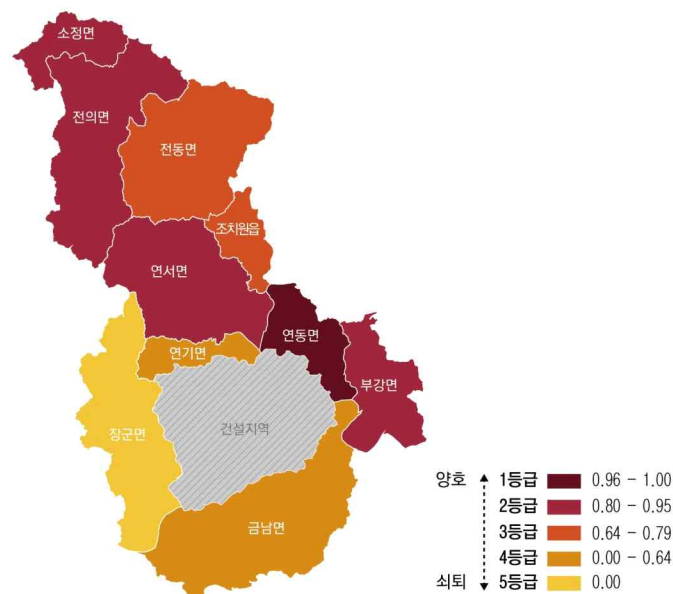 소정면
전의면
전동면
조치원읍
연서면
연동면
연기면
부강면
장군면
건설지역
금남면
양호 1등급 0.96 - 1.00
2등급 0.80 - 0.95
3등급 0.64 - 0.79
4등급 0.00 - 0.64
쇠퇴 5등급 0.00